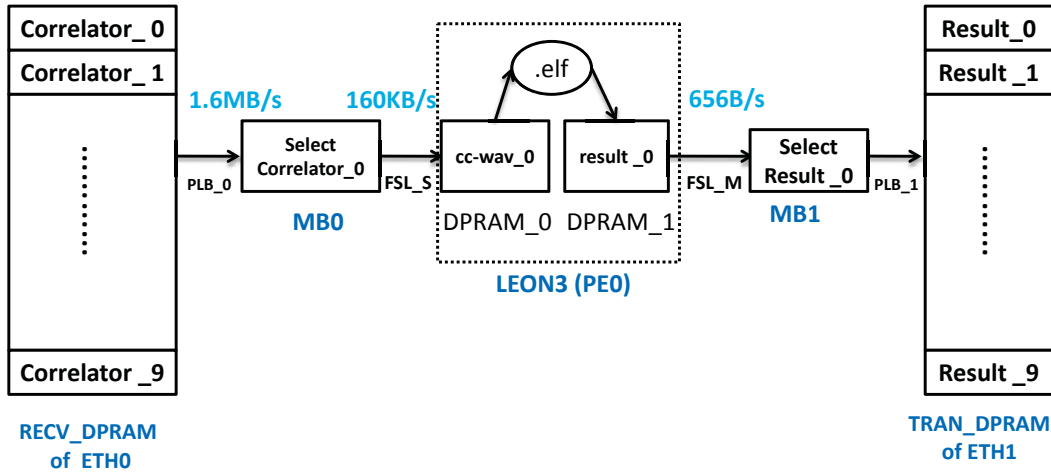 Correlator_ 0
Correlator_ 1
Correlator _9
RECV_DPRAM
of ETH0
1.6MB/s
PLB_0
Select
Correlator_0
MB0
160KB/s
FSL_S
.elf
cc-wav_0
result _0
DPRAM_0
DPRAM_1
LEON3 (PE0)
656B/s
FSL_M
Select
Result _0
MB1
PLB_1
Result_0
Result _1
Result _9
TRAN_DPRAM
of ETH1